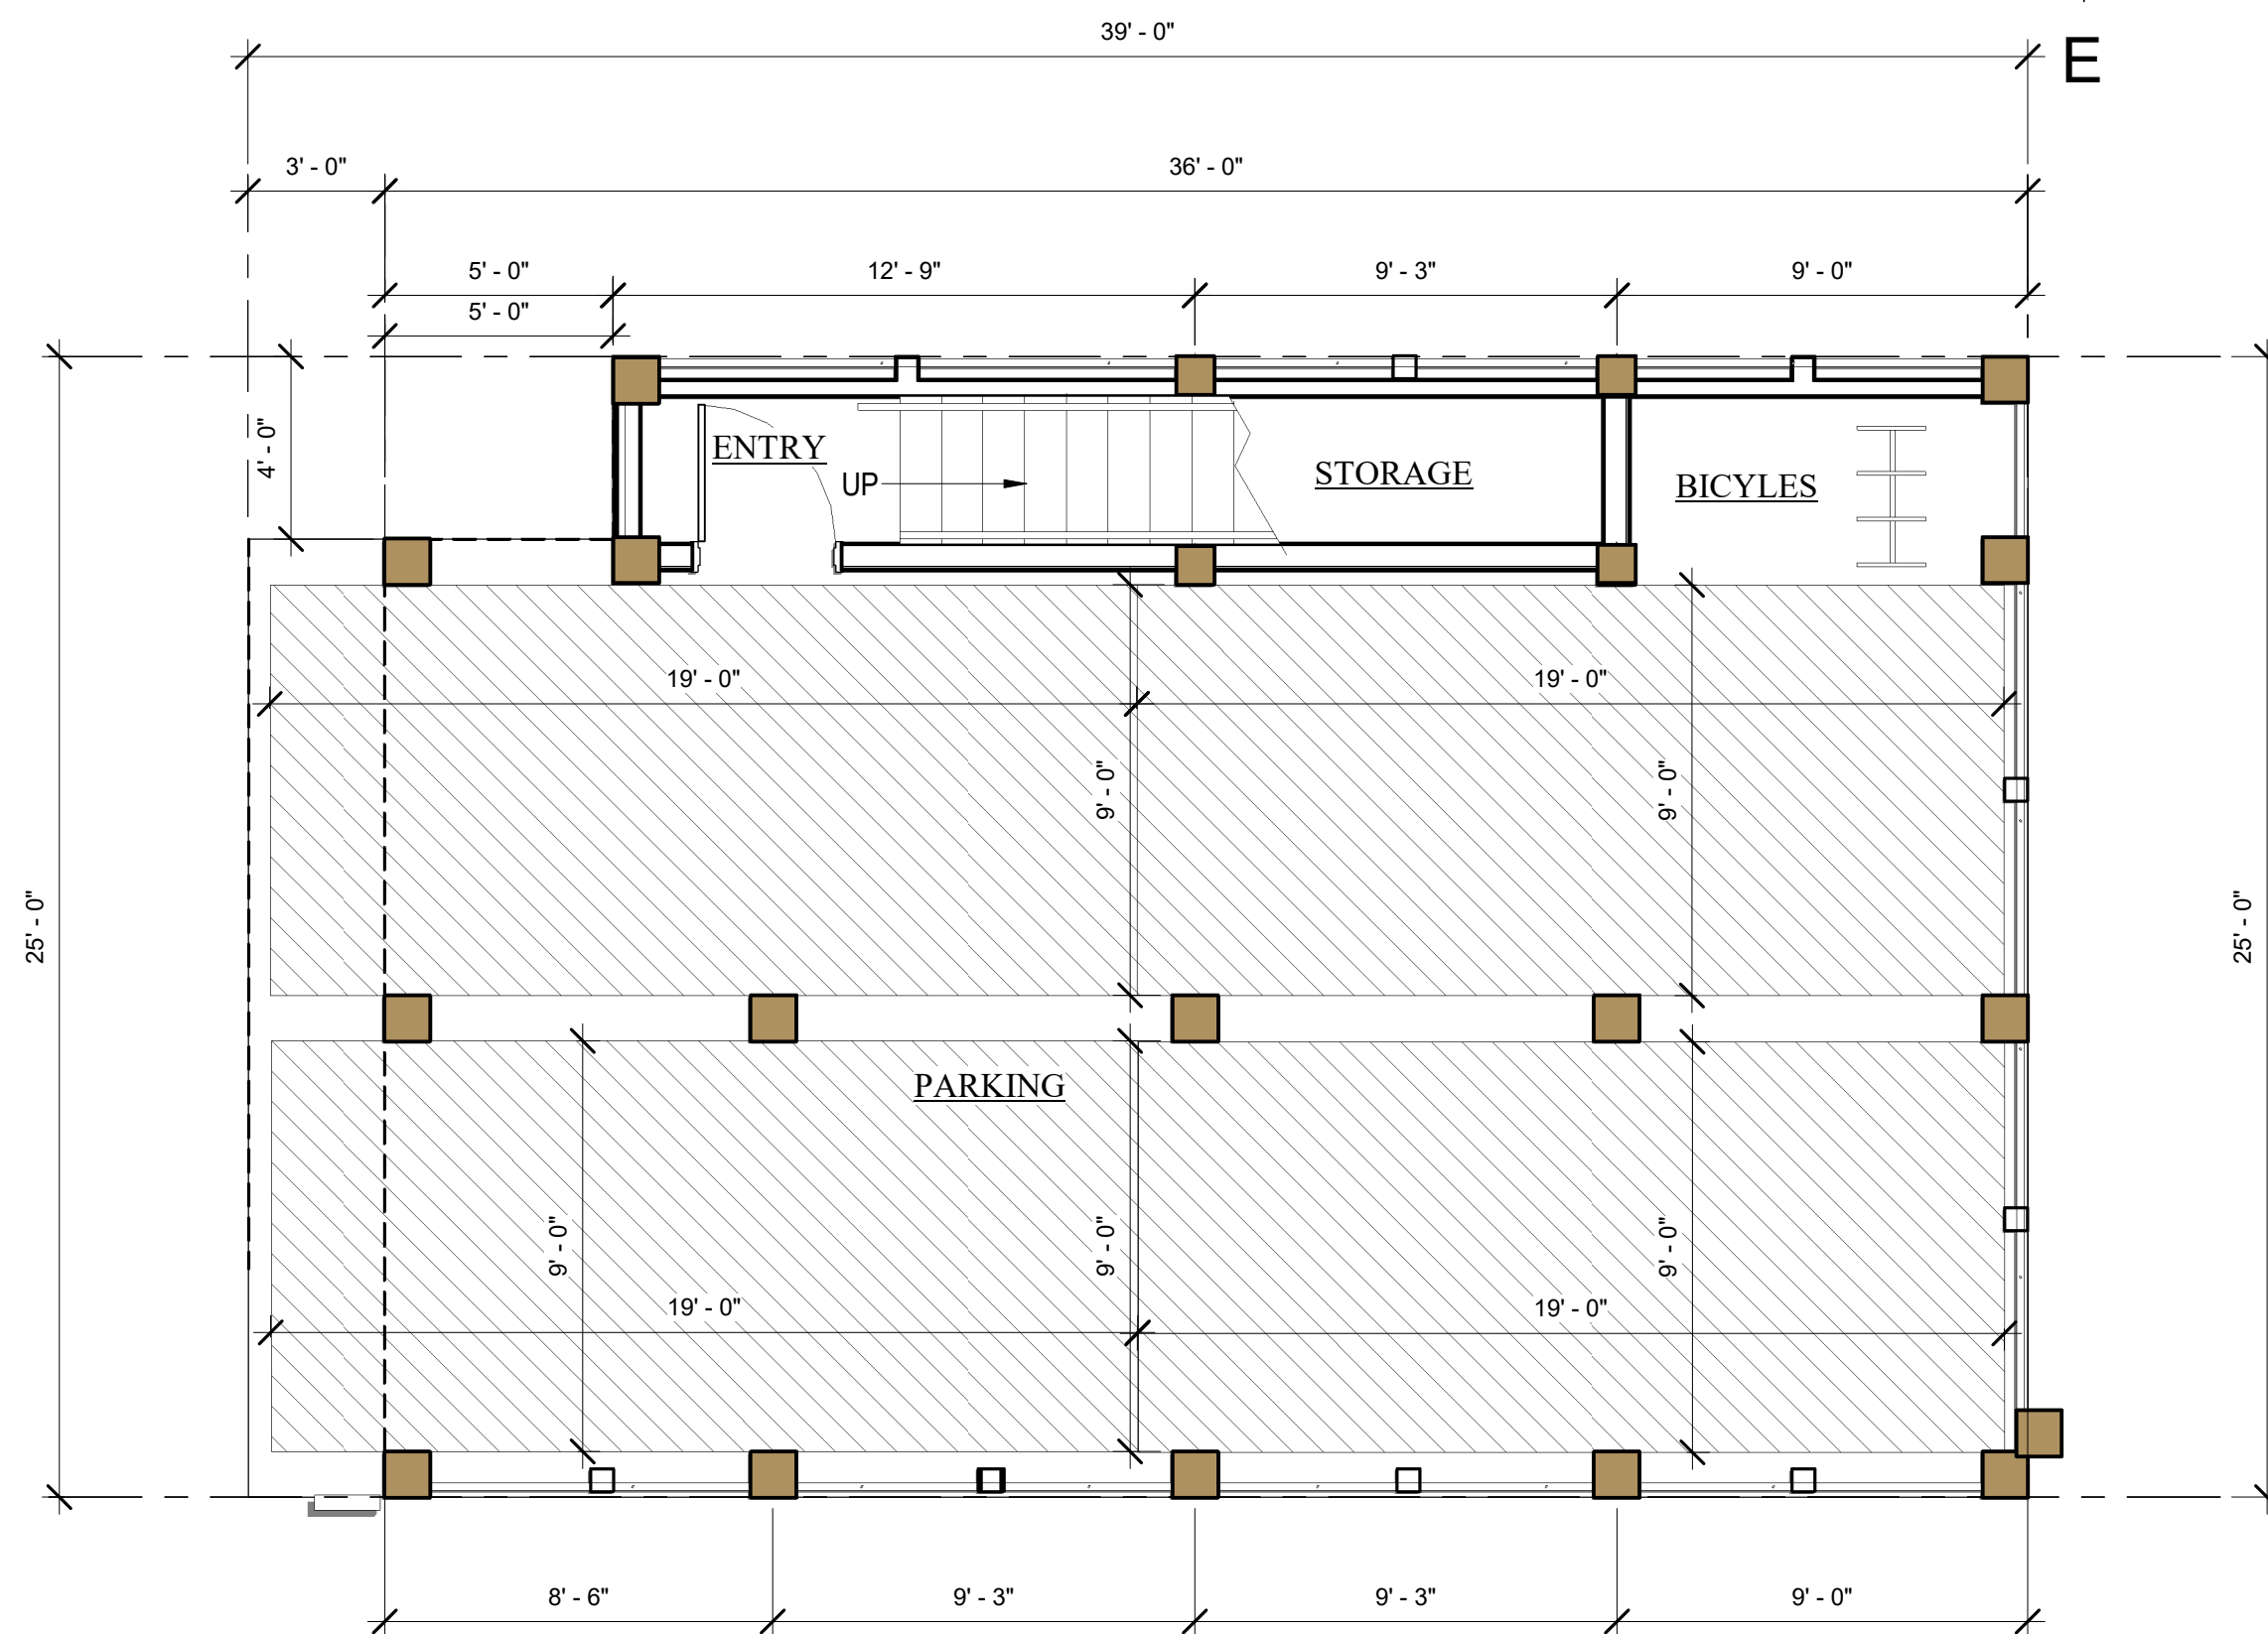 39' - 0"
E
3' - 0"
36' - 0"
5' - 0"
12' - 9"
9' - 3"
9' - 0"
5' - 0"
4' - 0"
ENTRY
UP
STORAGE
BICYLES
19' - 0"
19' - 0"
9' - 0"
9' - 0"
25' - 0"
25' - 0"
PARKING
9' - 0"
9' - 0"
9' - 0"
19' - 0"
19' - 0"
8' - 6"
9' - 3"
9' - 3"
9' - 0"